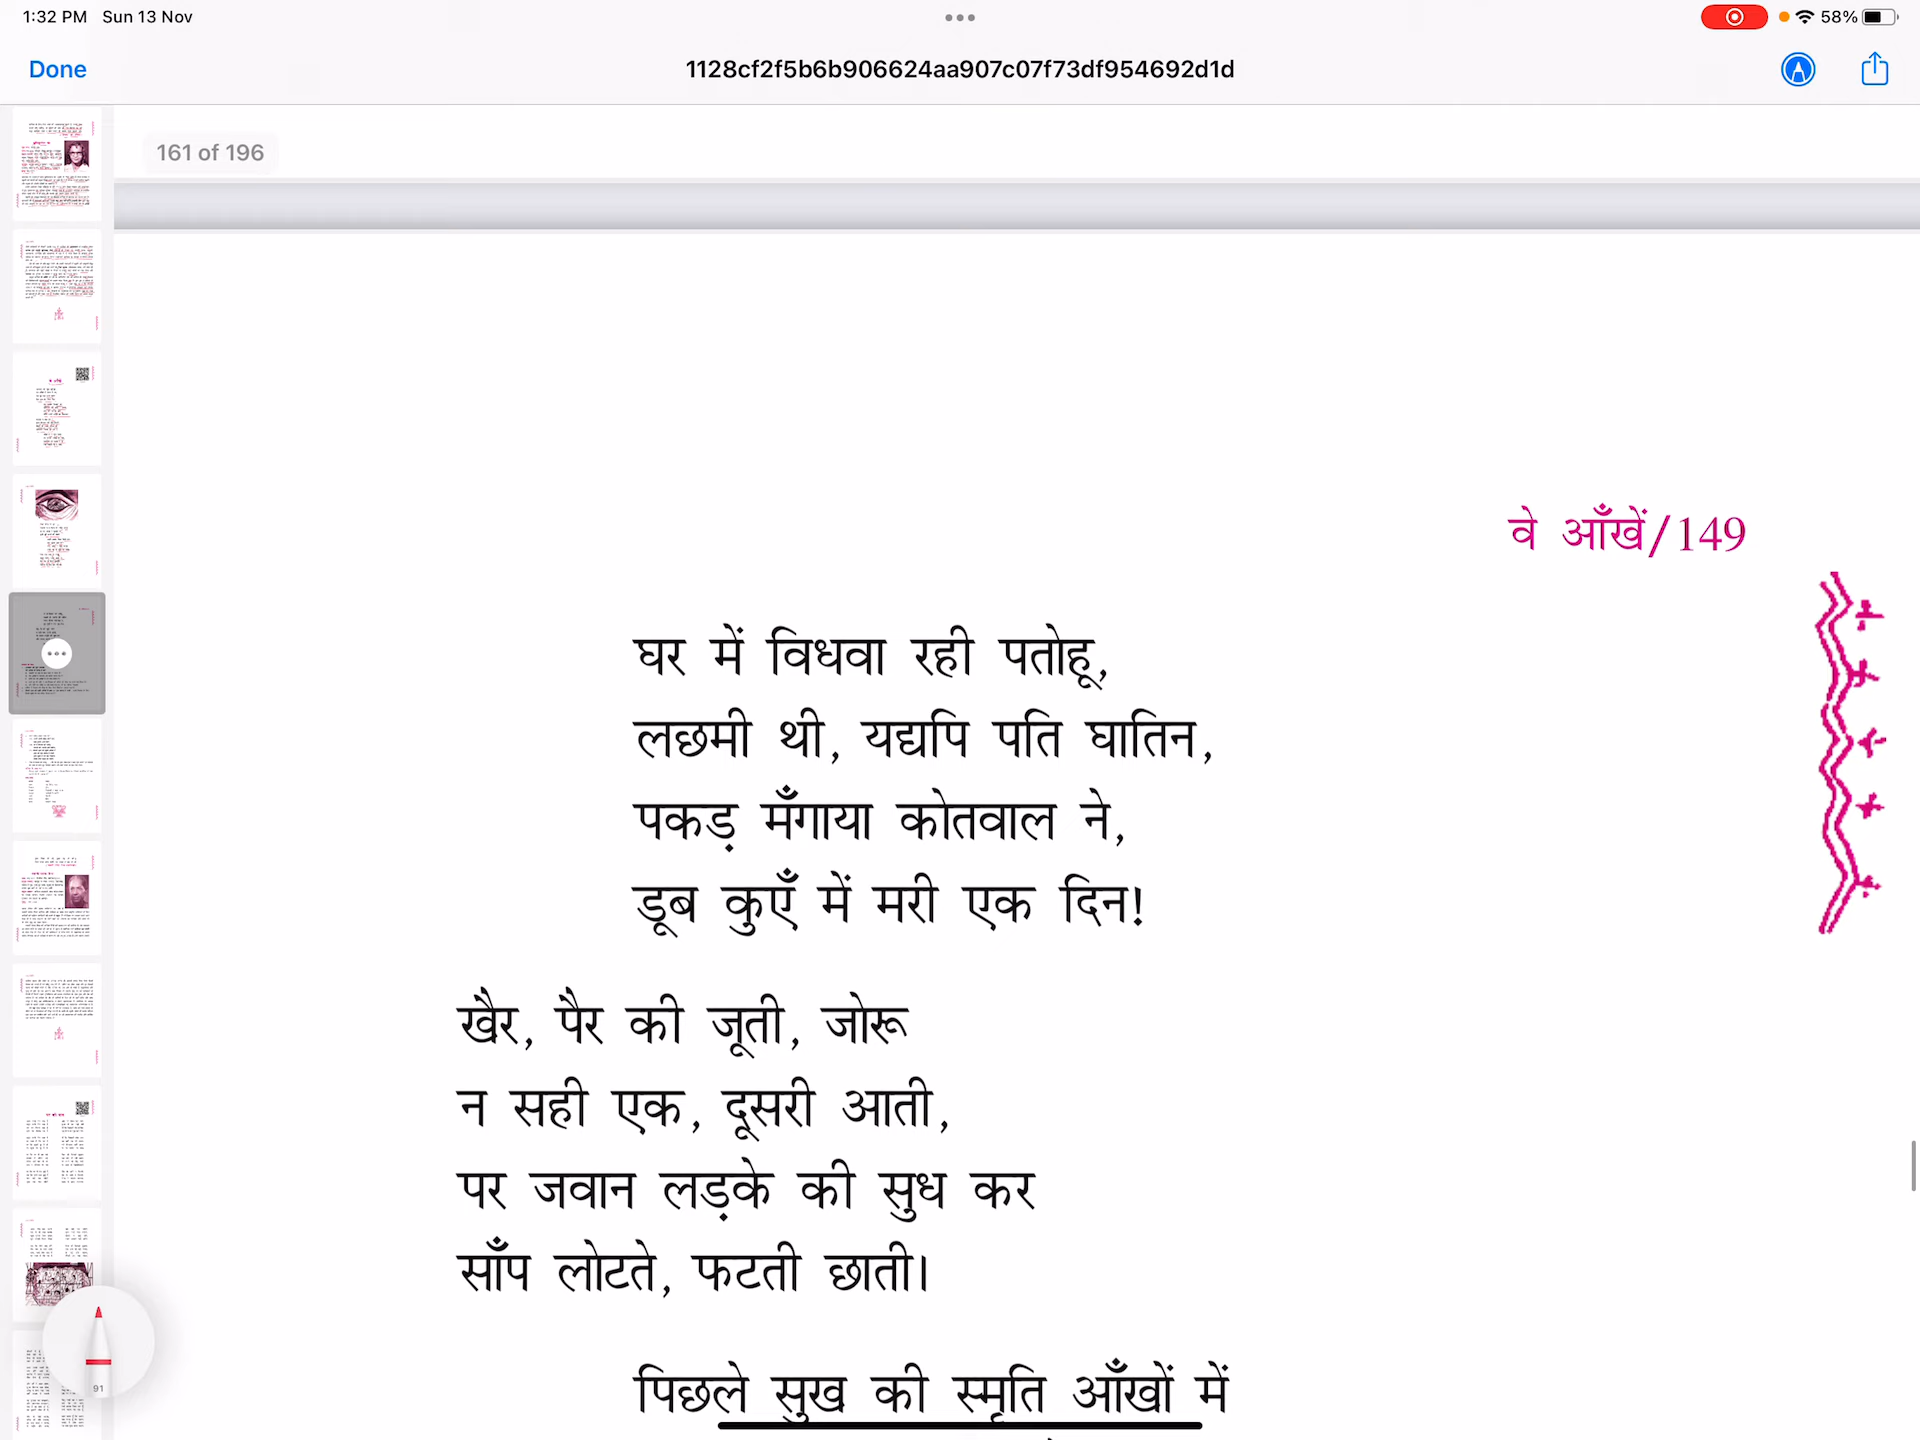 1:32 PM Sun 13 Nov
58%
Done
1128cf2f5b6b906624aa907c07f73df954692d1d
161 of 196
वे आँखें/149
घर में विधवा रही पतोहू,
लछमी थी, यद्यपि पति घातिन,
पकड़ मँगाया कोतवाल ने,
डूब कुएँ में मरी एक दिन!
खैर, पैर की जूती, जोरू
न सही एक, दूसरी आती,
पर जवान लड़के की सुध कर
साँप लोटते, फटती छाती।
पिछले सुख की स्मृति आँखों में
91